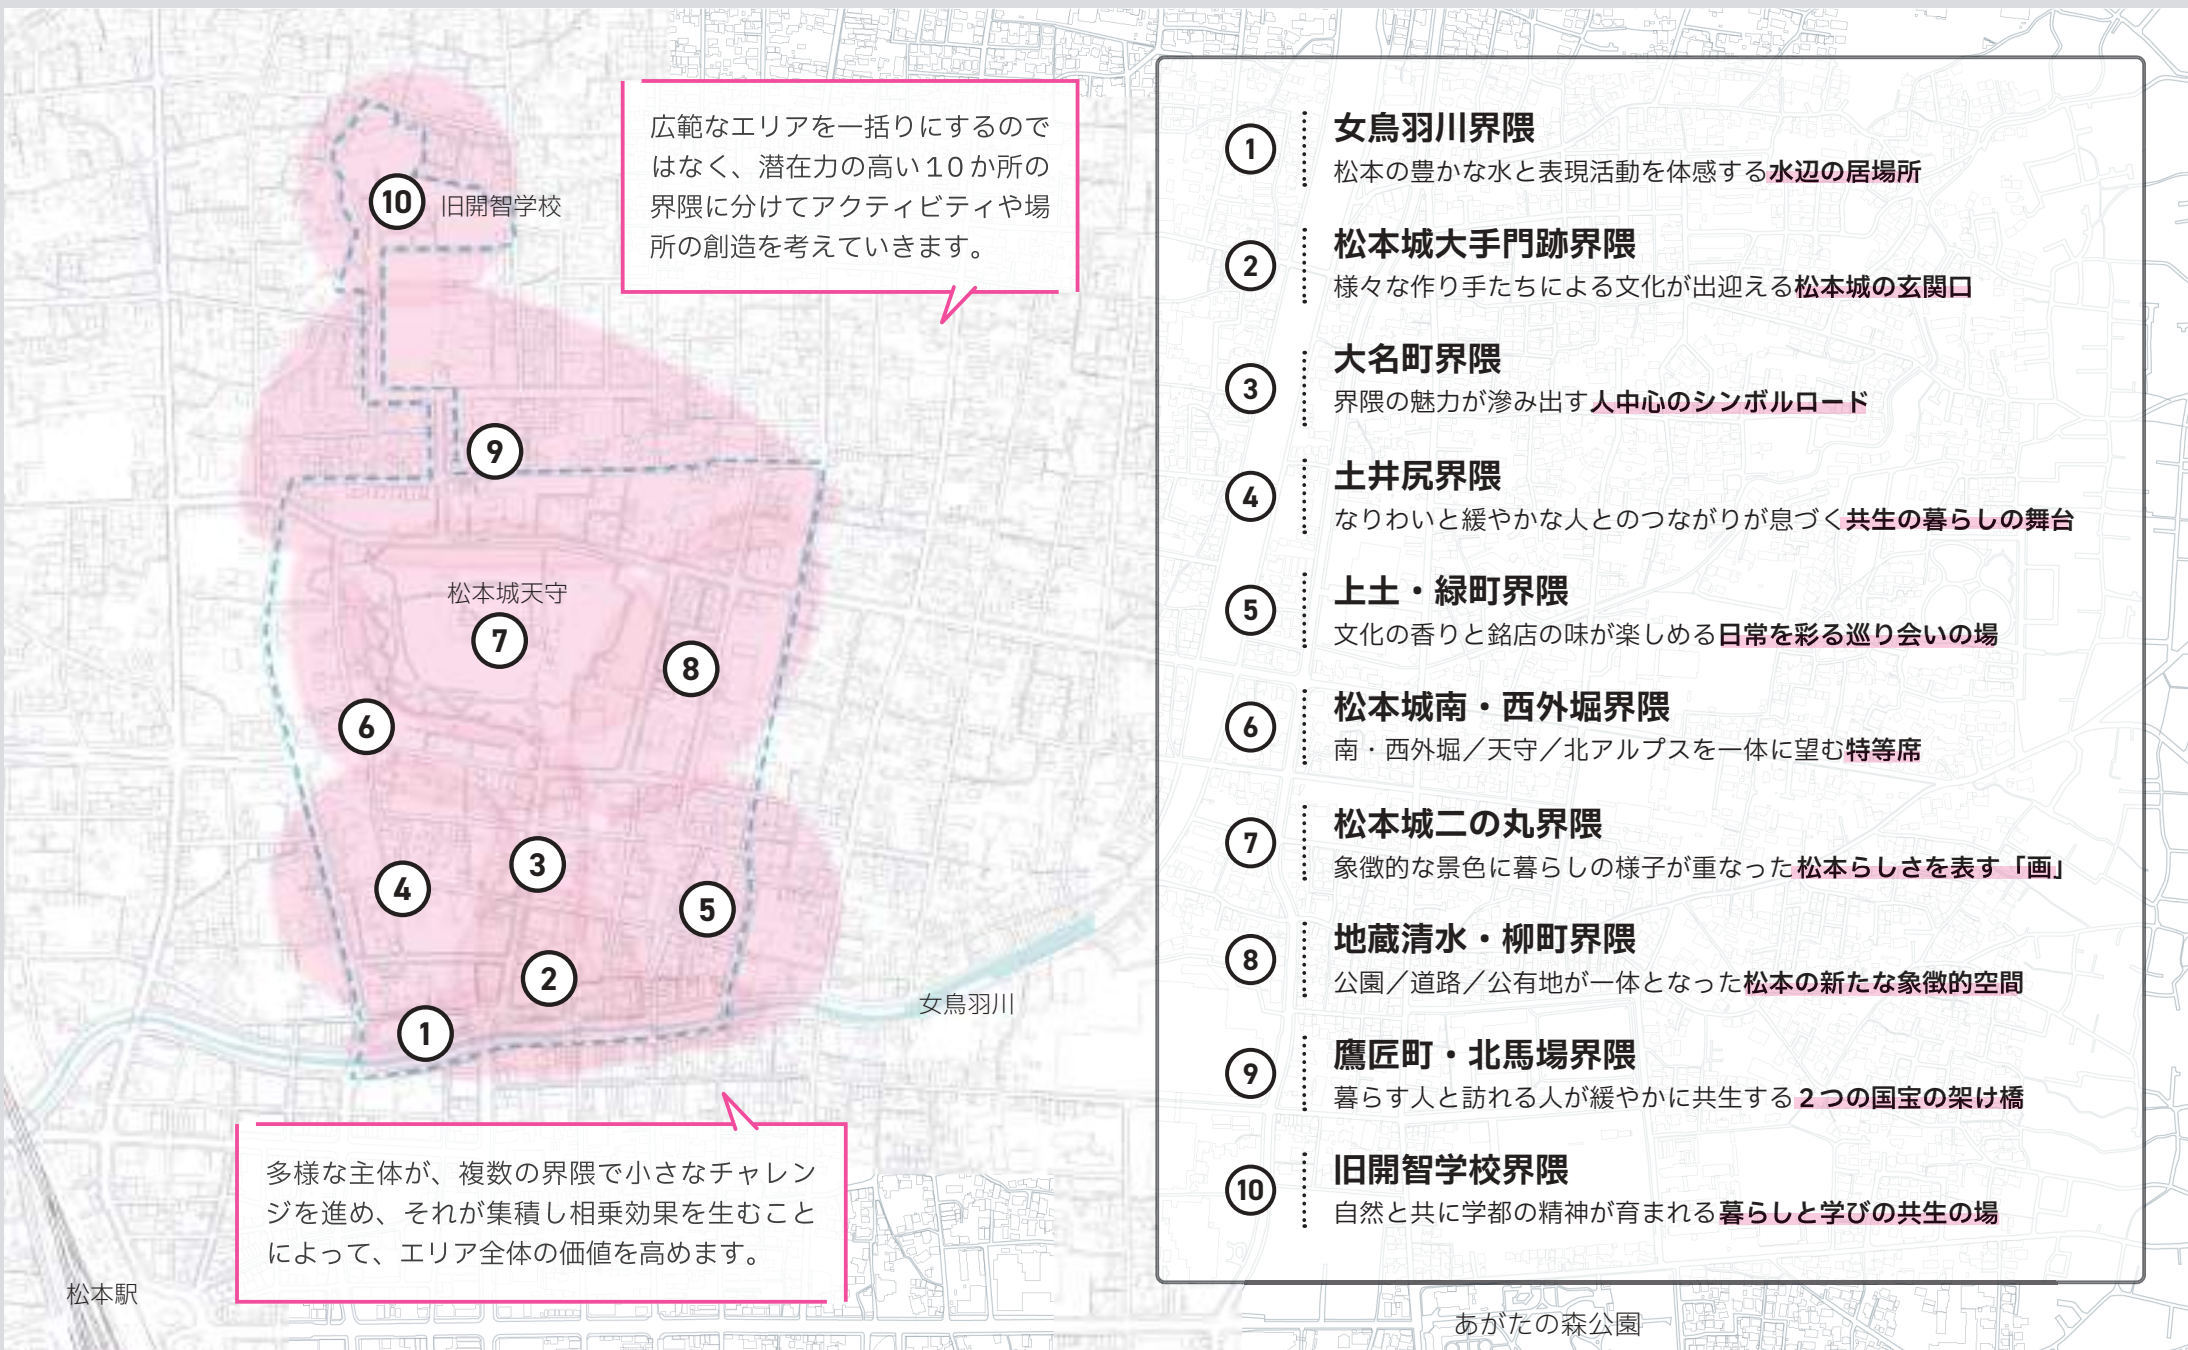 広範なエリアを一括りにするので
はなく、潜在力の高い10か所の
界隈に分けてアクティビティや場
所の創造を考えていきます。
10
旧開智学校
9
松本城天守
7
8
6
3
4
5
2
1
女鳥羽川
多様な主体が、複数の界隈で小さなチャレン
ジを進め、それが集積し相乗効果を生むこと
によって、エリア全体の価値を高めます。
松本駅
1
女鳥羽川界隈
松本の豊かな水と表現活動を体感する水辺の居場所
2
松本城大手門跡界隈
様々な作り手たちによる文化が出迎える松本城の玄関口
3
大名町界隈
界隈の魅力が滲み出す人中心のシンボルロード
4
土井尻界隈
なりわいと緩やかな人とのつながりが息づく共生の暮らしの舞台
5
上土・緑町界隈
文化の香りと銘店の味が楽しめる日常を彩る巡り会いの場
6
松本城南・西外堀界隈
南・西外堀／天守／北アルプスを一体に望む特等席
7
松本城二の丸界隈
象徴的な景色に暮らしの様子が重なった松本らしさを表す「画」
8
地蔵清水・柳町界隈
公園／道路／公有地が一体となった松本の新たな象徴的空間
9
鷹匠町・北馬場界隈
暮らす人と訪れる人が緩やかに共生する2つの国宝の架け橋
10
旧開智学校界隈
自然と共に学都の精神が育まれる暮らしと学びの共生の場
あがたの森公園